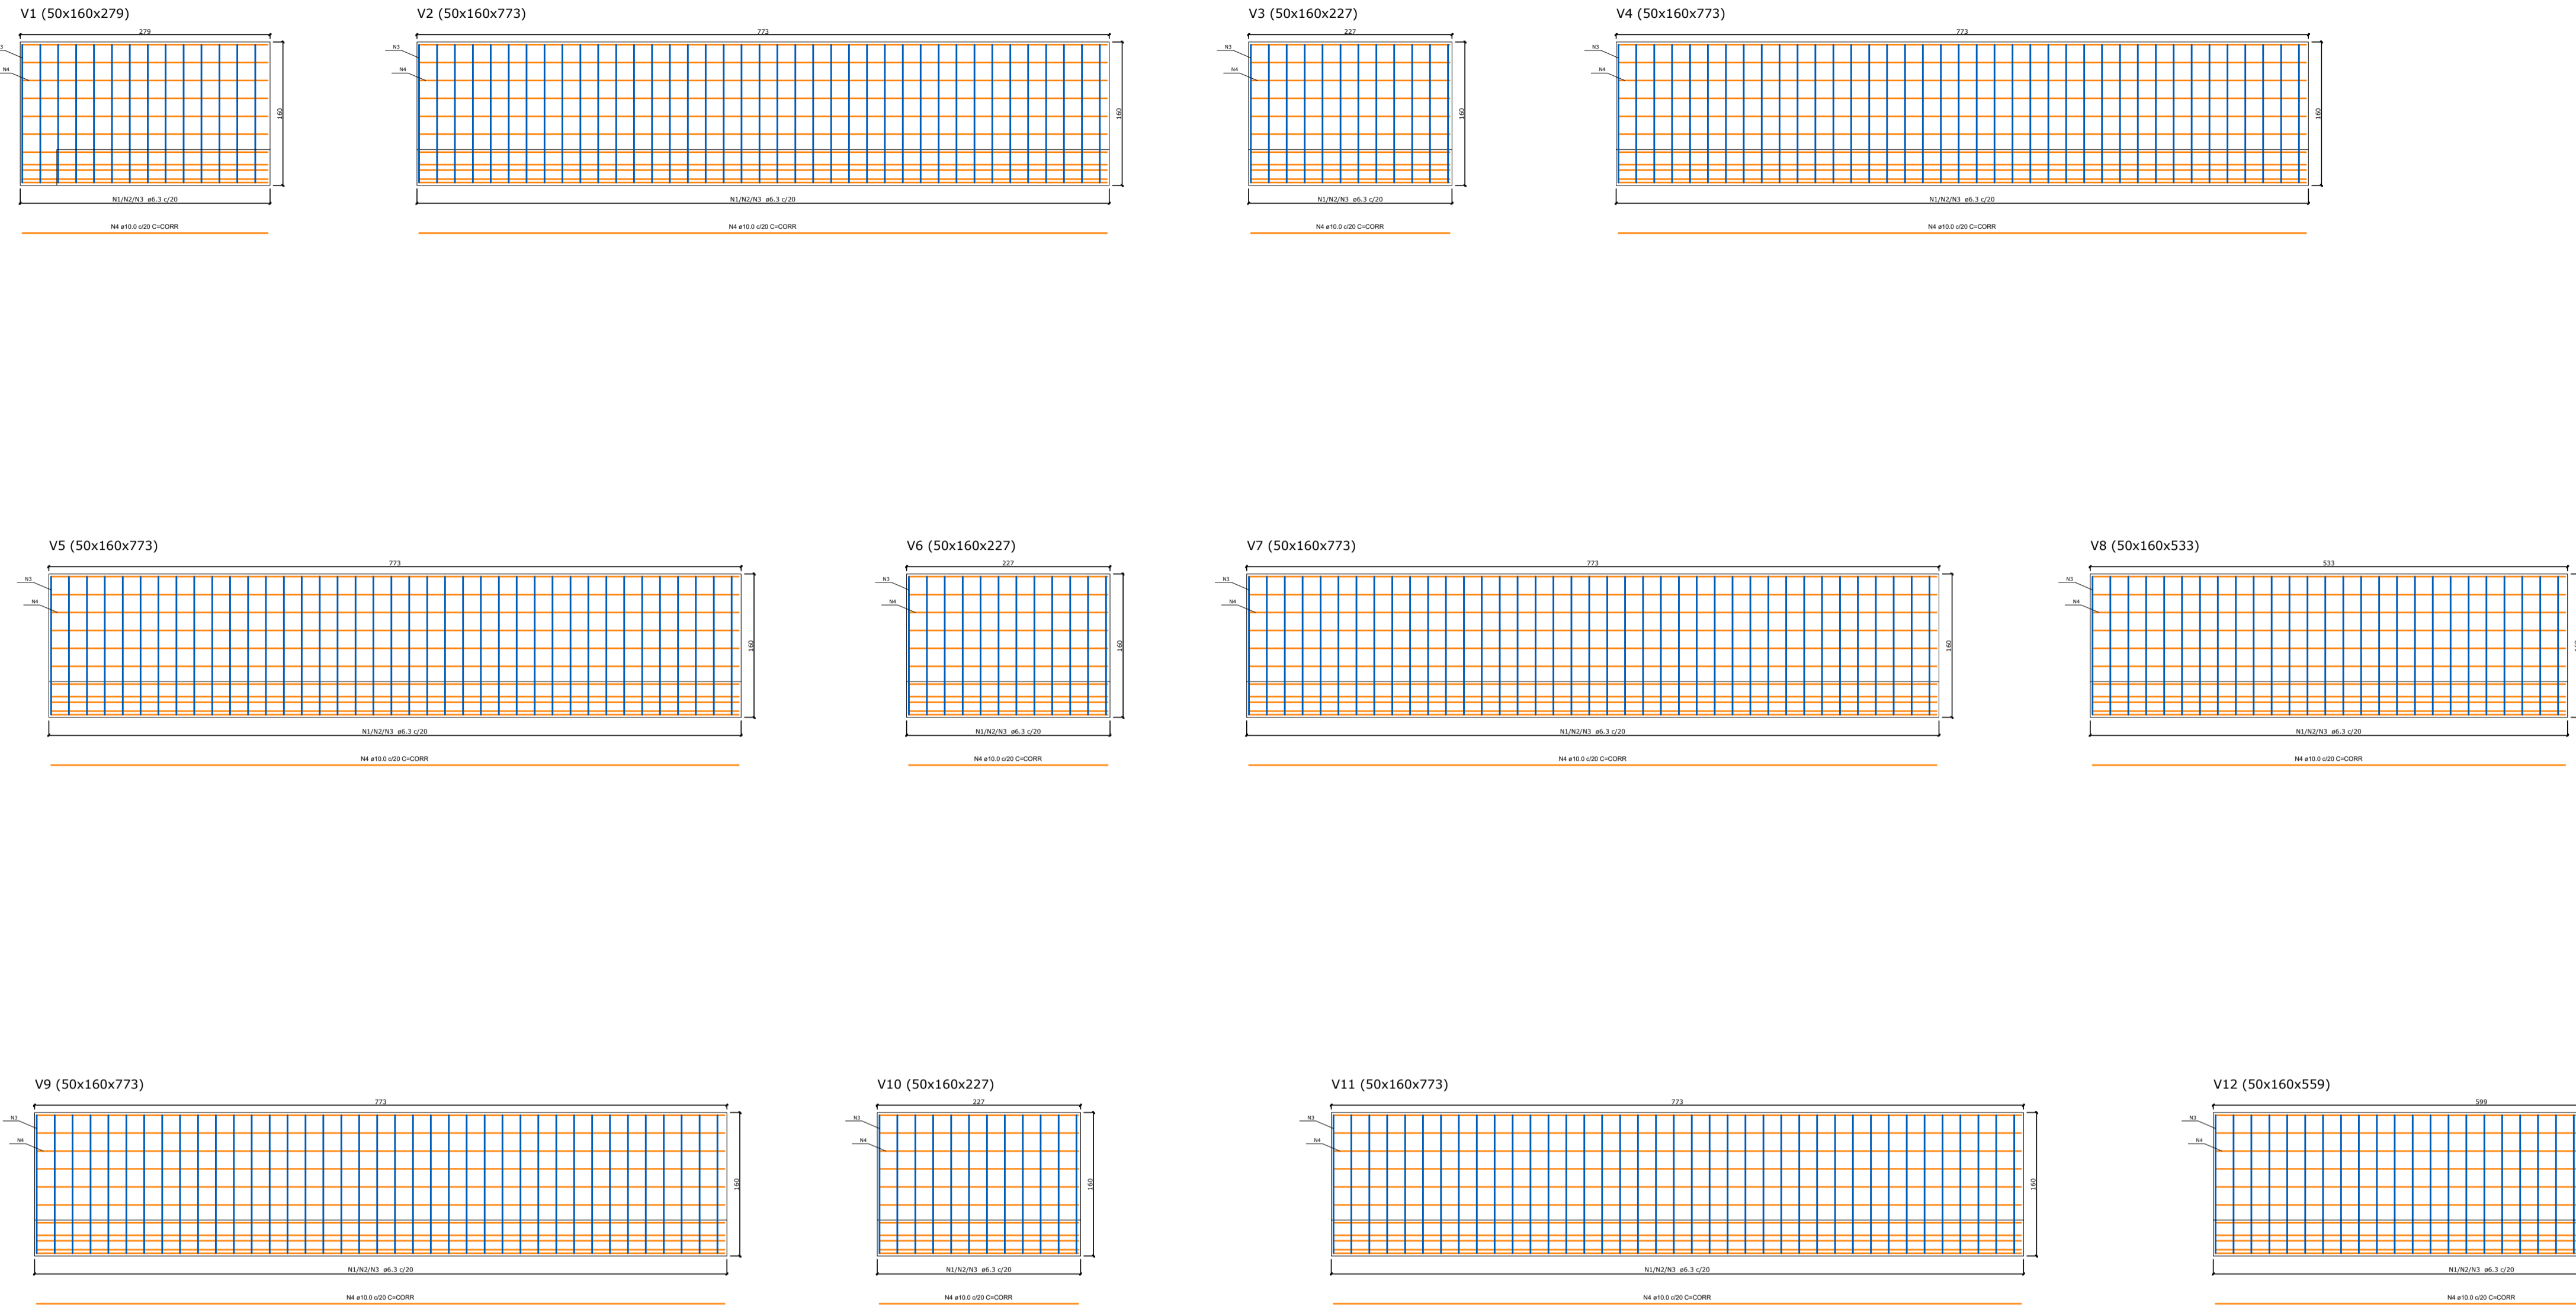 V1 (50x160x279)
V2 (50x160x773)
V3 (50x160x227)
V4 (50x160x773)
279
773
227
773
3
N3
N3
N3
N4
N4
N4
N4
160
160
160
160
N1/N2/N3 ø6.3 c/20
N1/N2/N3 ø6.3 c/20
N1/N2/N3 ø6.3 c/20
N1/N2/N3 ø6.3 c/20
N4 ø10.0 c/20 C=CORR
N4 ø10.0 c/20 C=CORR
N4 ø10.0 c/20 C=CORR
N4 ø10.0 c/20 C=CORR
V5 (50x160x773)
V6 (50x160x227)
V7 (50x160x773)
V8 (50x160x533)
773
227
773
533
N3
N3
N3
N3
N4
N4
N4
N4
160
160
160
N1/N2/N3 ø6.3 c/20
N1/N2/N3 ø6.3 c/20
N1/N2/N3 ø6.3 c/20
N1/N2/N3 ø6.3 c/20
N4 ø10.0 c/20 C=CORR
N4 ø10.0 c/20 C=CORR
N4 ø10.0 c/20 C=CORR
N4 ø10.0 c/20 C=CORR
V9 (50x160x773)
V10 (50x160x227)
V11 (50x160x773)
V12 (50x160x559)
773
227
773
599
N3
N3
N3
N3
N4
N4
N4
N4
160
160
160
N1/N2/N3 ø6.3 c/20
N1/N2/N3 ø6.3 c/20
N1/N2/N3 ø6.3 c/20
N1/N2/N3 ø6.3 c/20
N4 ø10.0 c/20 C=CORR
N4 ø10.0 c/20 C=CORR
N4 ø10.0 c/20 C=CORR
N4 ø10.0 c/20 C=CORR